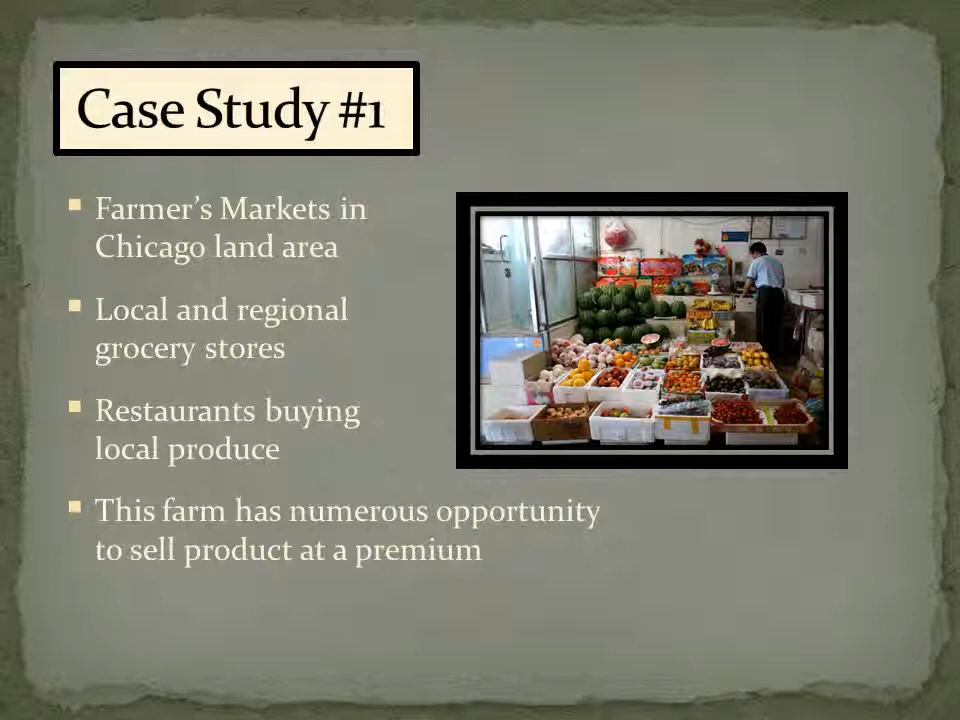 Case Study #1
Farmer’s Markets in
Chicago land area
Local and regional
grocery stores
Restaurants buying
local produce
This farm has numerous opportunity
to sell product at a premium